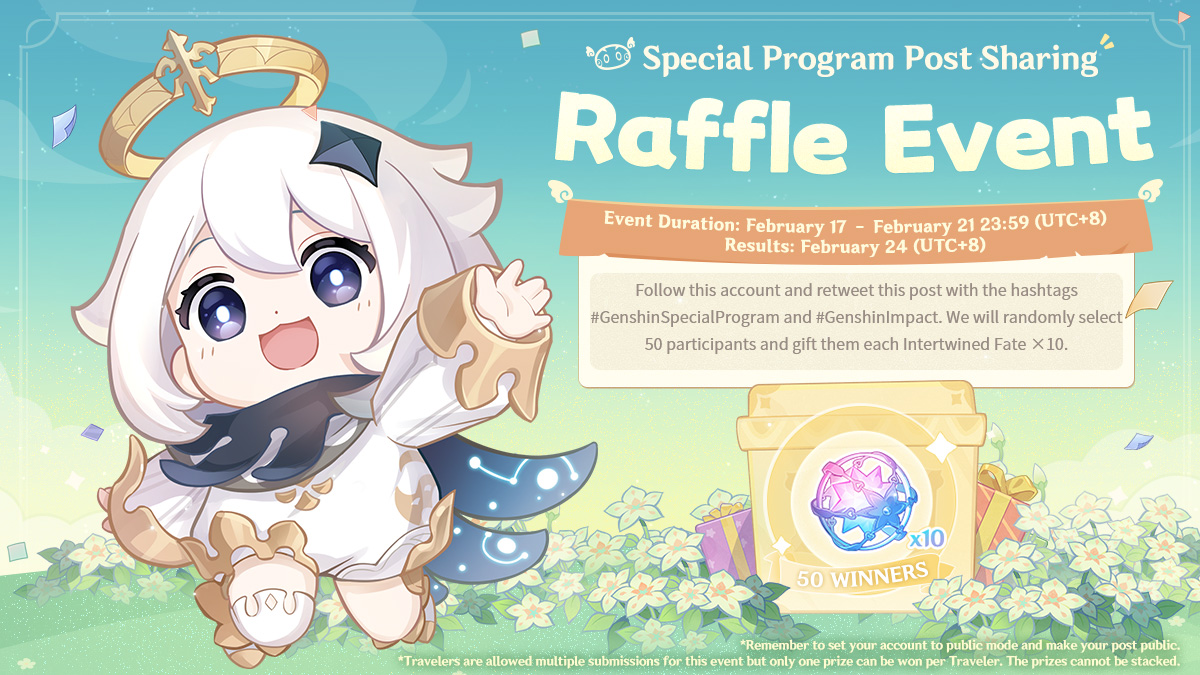 Special Program Post Sharing
Raffle Event
Event Duration: February 17 – February 21 23:59 (UTC+8)
Results: February 24 (UTC+8)
Follow this account and retweet this post with the hashtags
#GenshinSpecialProgram and #GenshinImpact. We will randomly select
50 participants and gift them each Intertwined Fate ×10.
x10
50 WINNERS
*Remember to set your account to public mode and make your post public.
*Travelers are allowed multiple submissions for this event but only one prize can be won per Traveler. The prizes cannot be stacked.